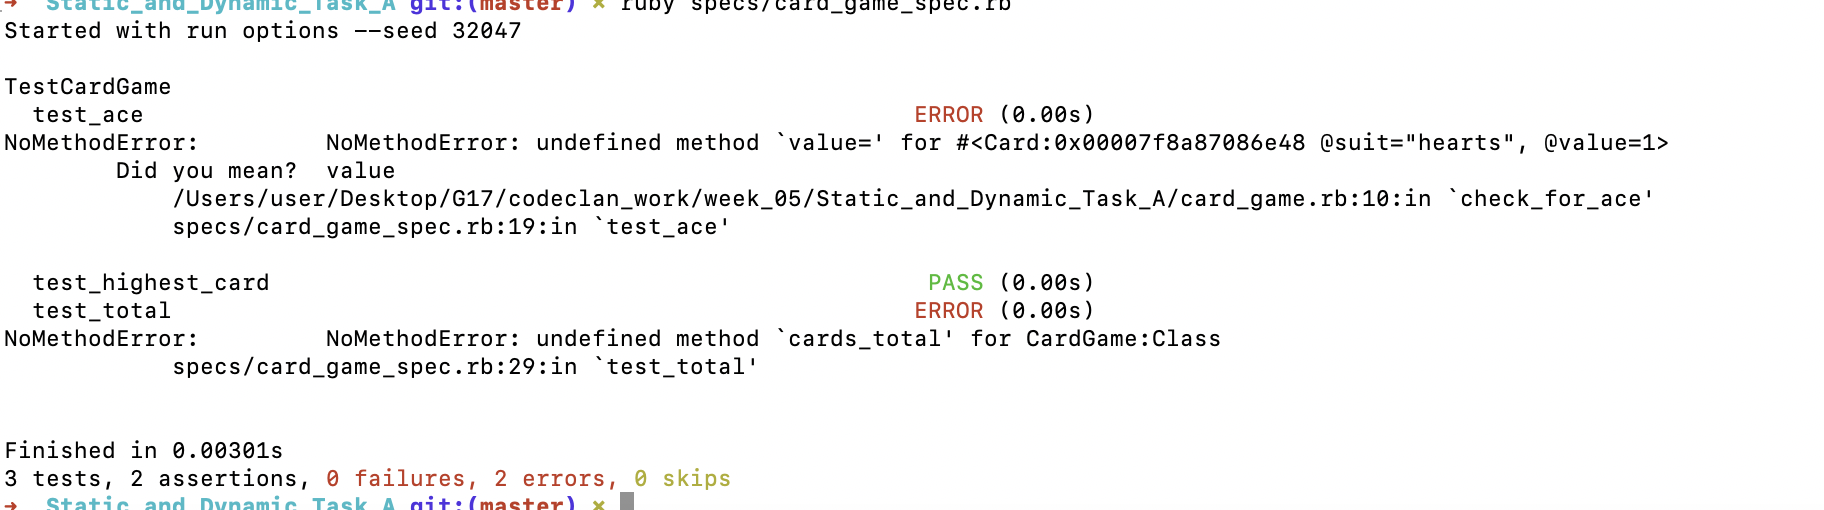 →  Static_and_Dynamic_Task_A git:(master) × ruby specs/card_game_spec.rb
Started with run options --seed 32047
TestCardGame
  test_ace                                                       ERROR (0.00s)
NoMethodError:         NoMethodError: undefined method `value=' for #<Card:0x00007f8a87086e48 @suit="hearts", @value=1>
        Did you mean?  value
            /Users/user/Desktop/G17/codeclan_work/week_05/Static_and_Dynamic_Task_A/card_game.rb:10:in `check_for_ace'
            specs/card_game_spec.rb:19:in `test_ace'
  test_highest_card                                               PASS (0.00s)
  test_total                                                     ERROR (0.00s)
NoMethodError:         NoMethodError: undefined method `cards_total' for CardGame:Class
            specs/card_game_spec.rb:29:in `test_total'
Finished in 0.00301s
3 tests, 2 assertions, 0 failures, 2 errors, 0 skips
→  Static_and_Dynamic_Task_A git:(master) ×